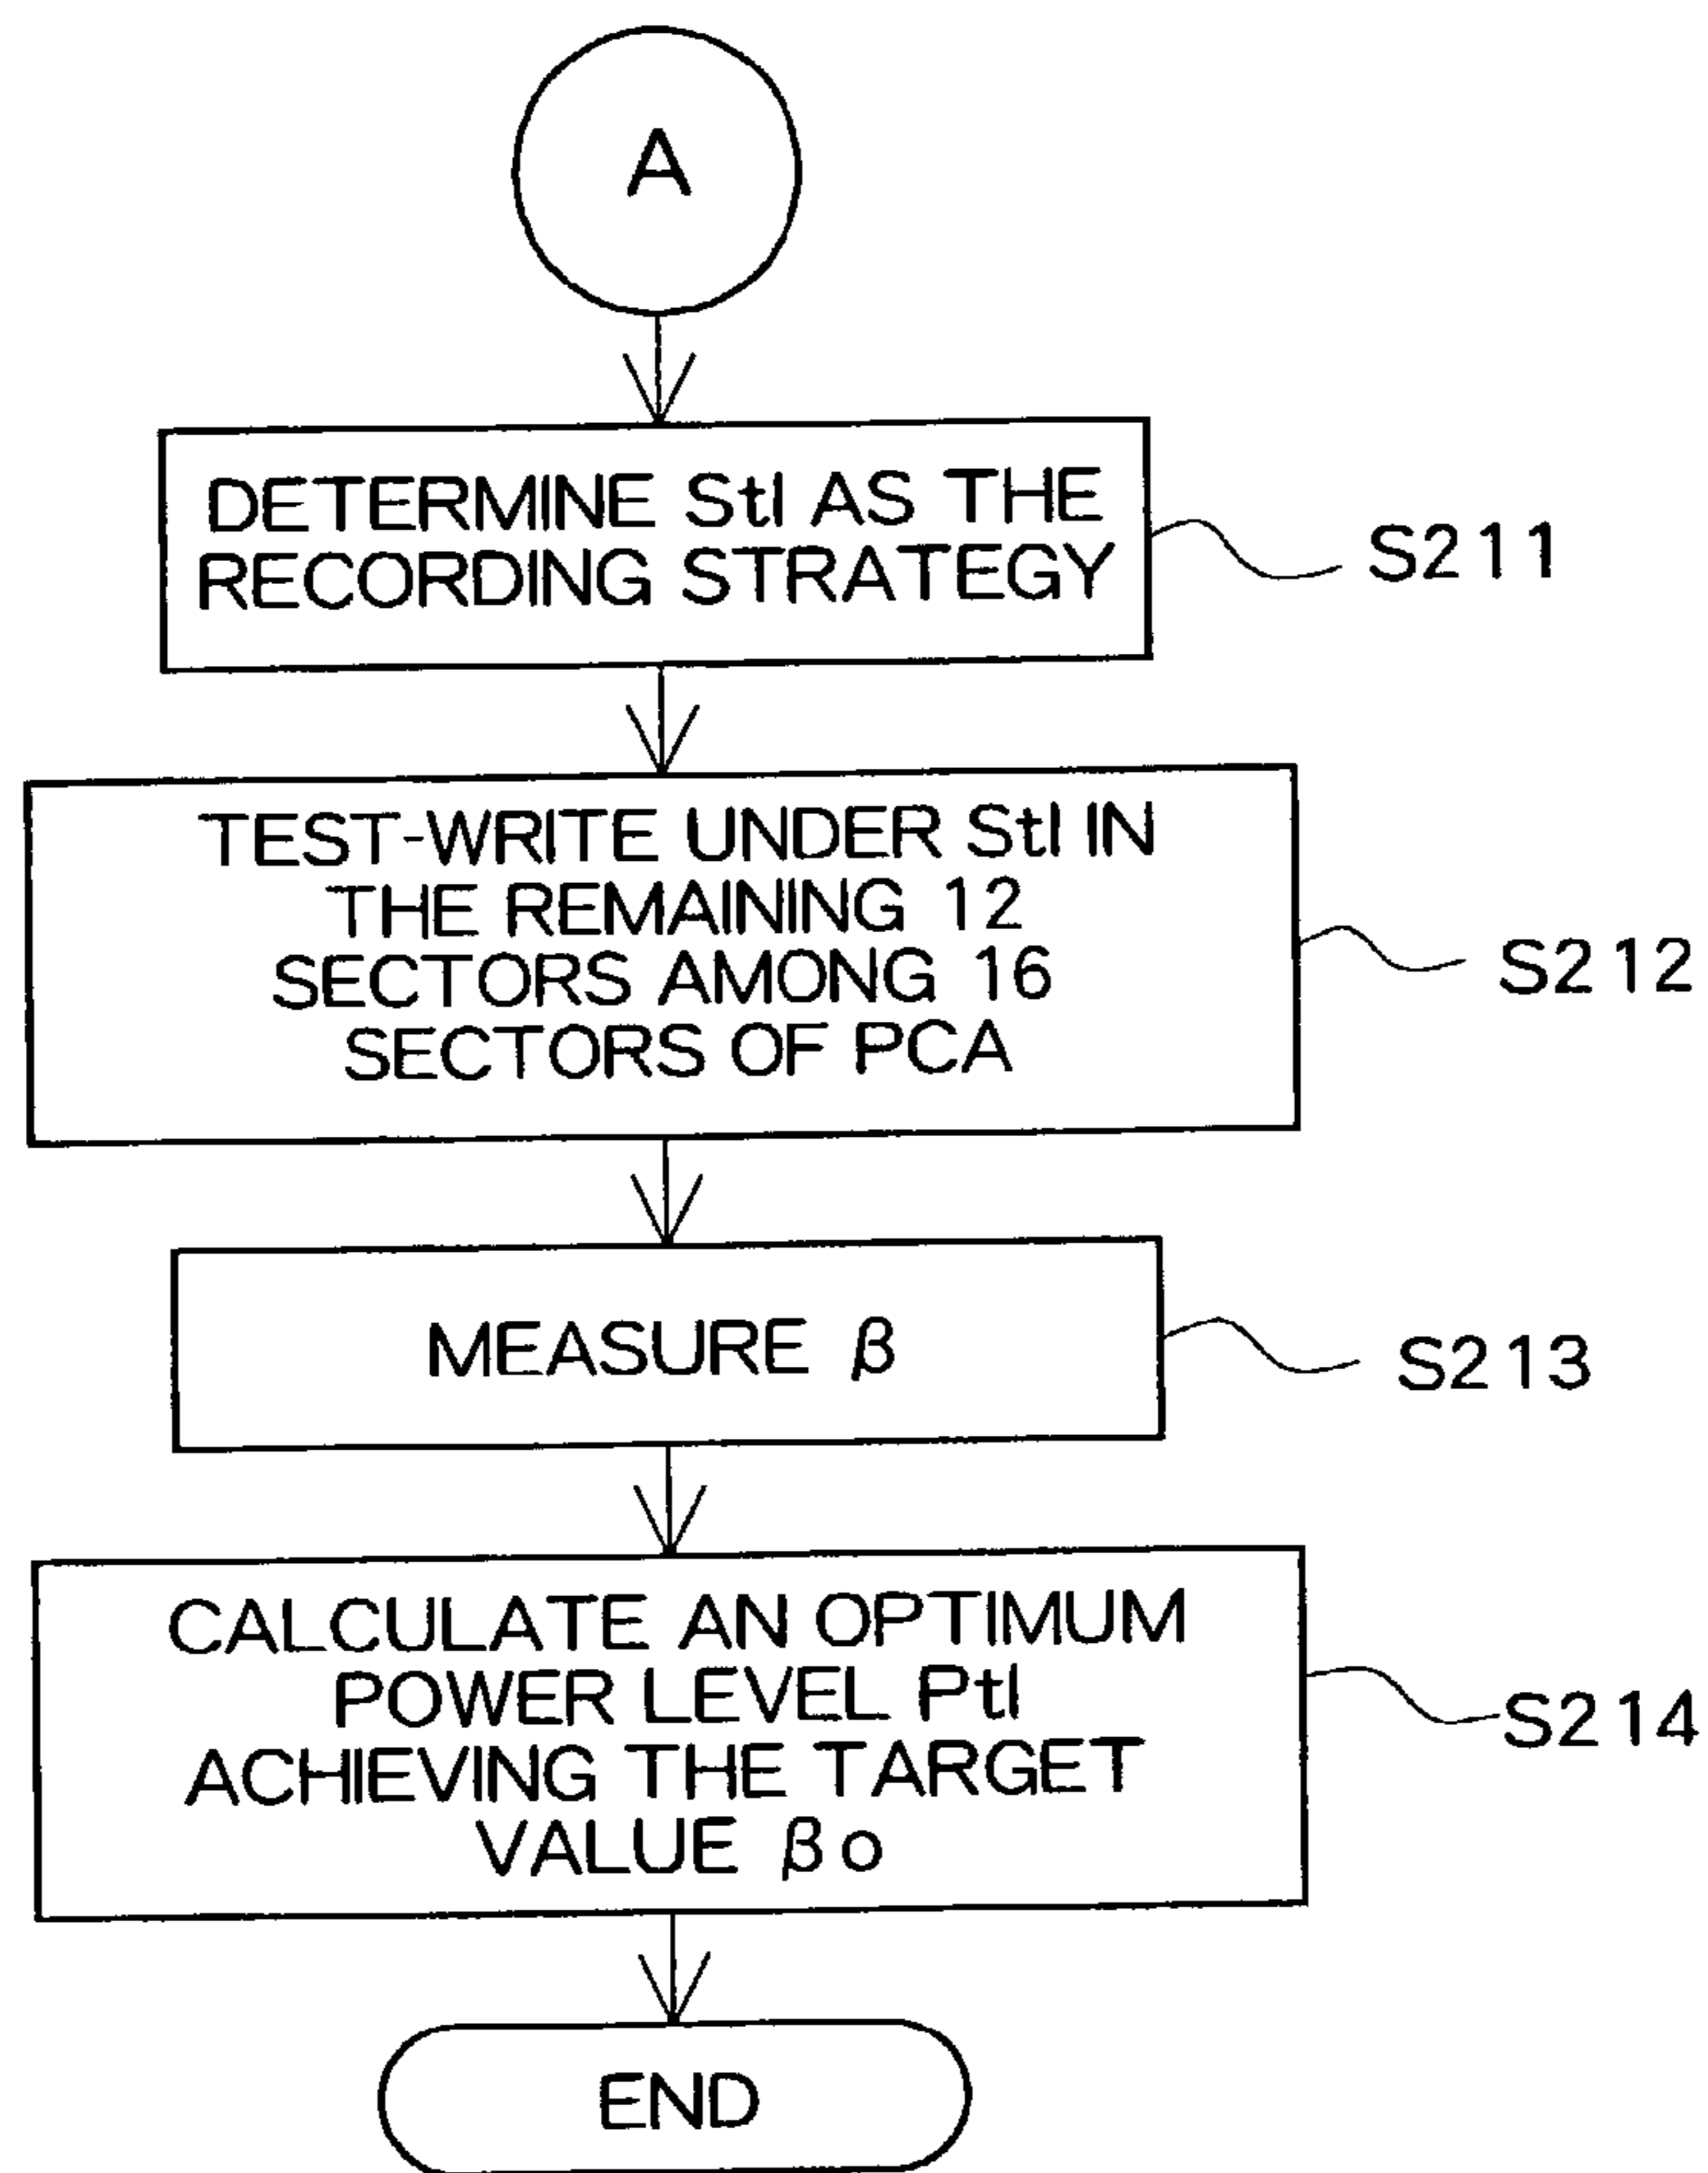 A
DETERMINE Stl AS THE
RECORDING STRATEGY
S211
TEST-WRITE UNDER Stl IN
THE REMAINING 12
SECTORS AMONG 16
SECTORS OF PCA
S212
MEASURE β
S213
CALCULATE AN OPTIMUM
POWER LEVEL Ptl
ACHIEVING THE TARGET
VALUE βo
S214
END